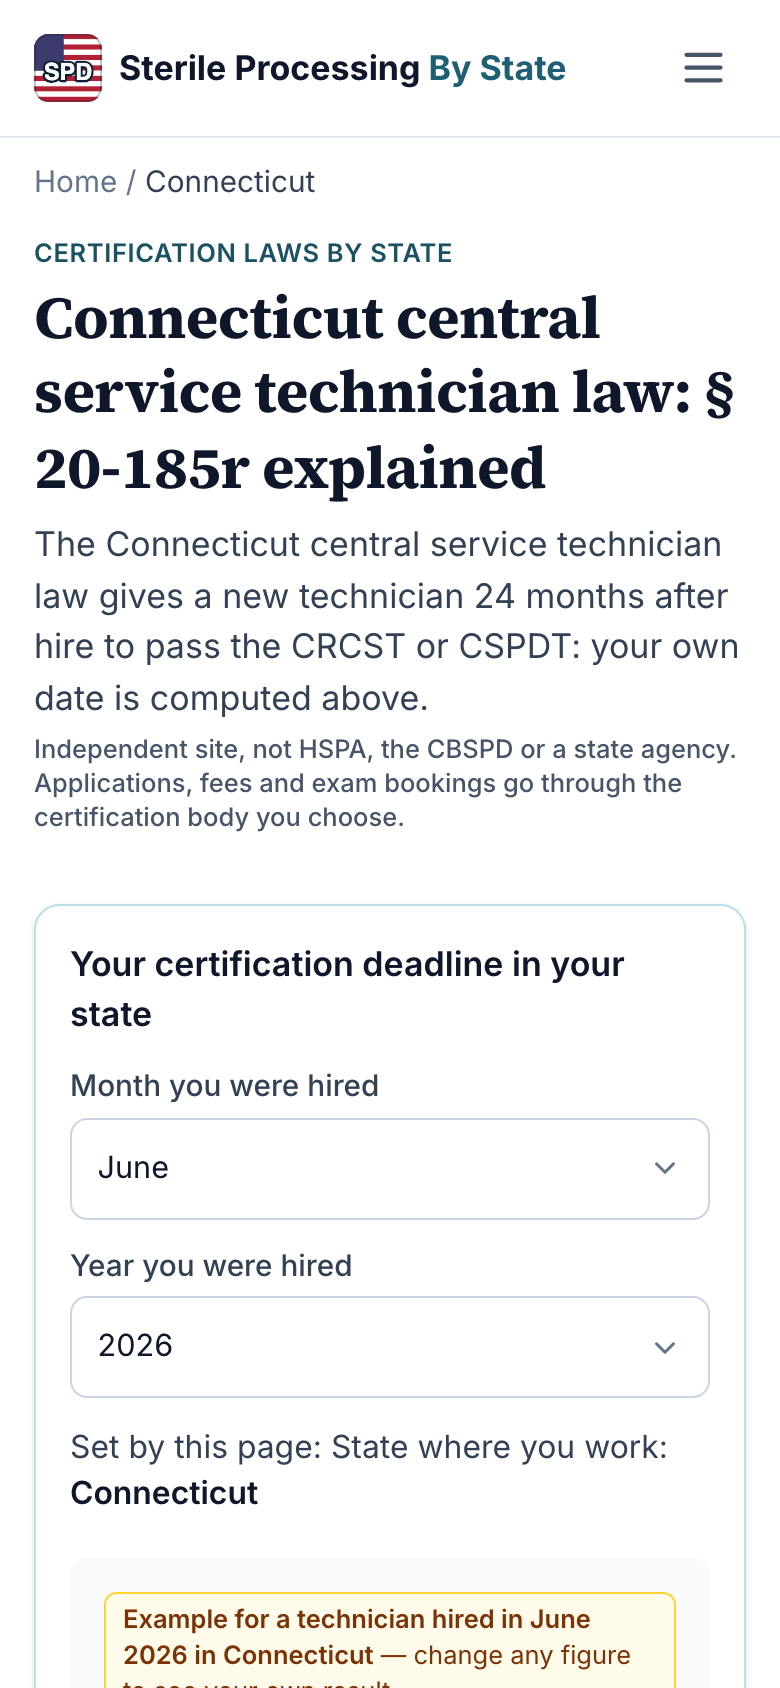 SPD
Sterile Processing By State
Home / Connecticut
CERTIFICATION LAWS BY STATE
Connecticut central
service technician law: §
20-185r explained
The Connecticut central service technician
law gives a new technician 24 months after
hire to pass the CRCST or CSPDT: your own
date is computed above.
Independent site, not HSPA, the CBSPD or a state agency.
Applications, fees and exam bookings go through the
certification body you choose.
Your certification deadline in your
state
Month you were hired
June
Year you were hired
2026
Set by this page: State where you work:
Connecticut
Example for a technician hired in June
2026 in Connecticut — change any figure
to see your own result